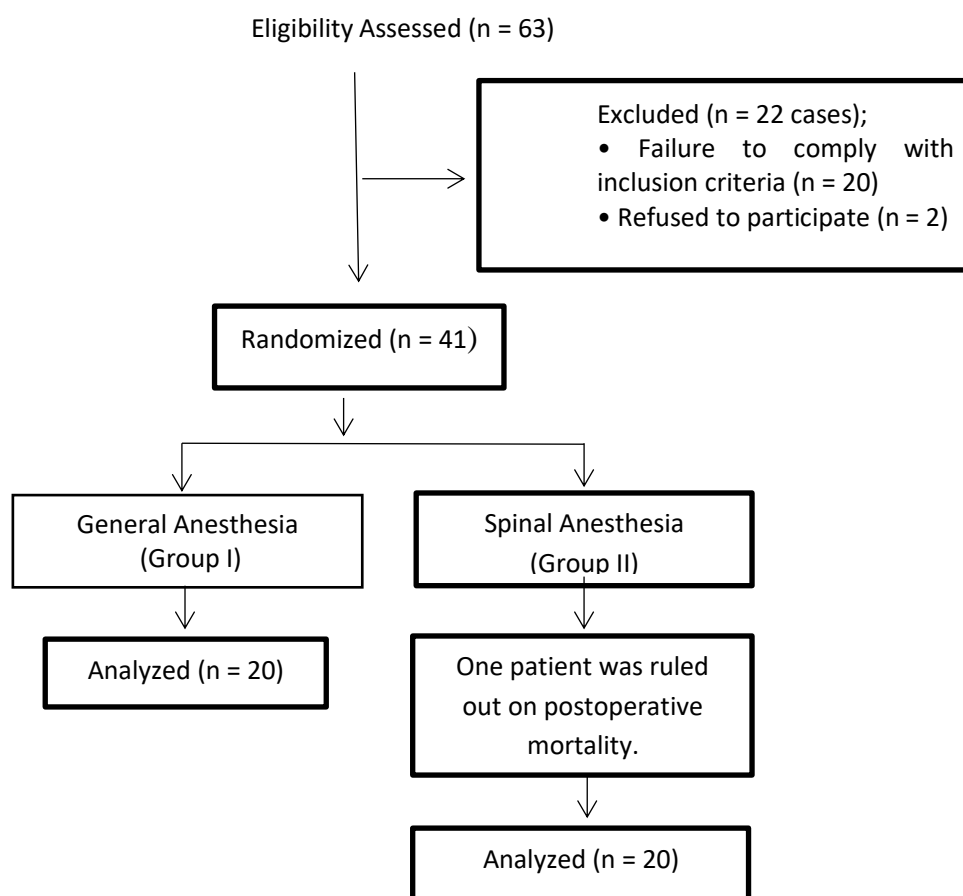 Eligibility Assessed (n = 63)
Excluded (n = 22 cases);
• Failure to comply with
inclusion criteria (n = 20)
• Refused to participate (n = 2)
Randomized (n = 41)
General Anesthesia
(Group I)
Spinal Anesthesia
(Group II)
Analyzed (n = 20)
One patient was ruled
out on postoperative
mortality.
Analyzed (n = 20)